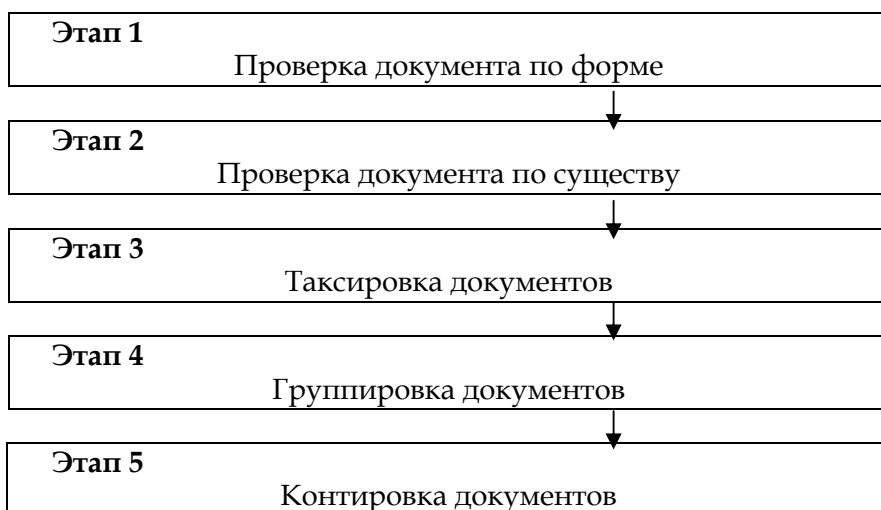 Этап 1
Проверка документа по форме
Этап 2
Проверка документа по существу
Этап 3
Таксировка документов
Этап 4
Группировка документов
Этап 5
Контировка документов